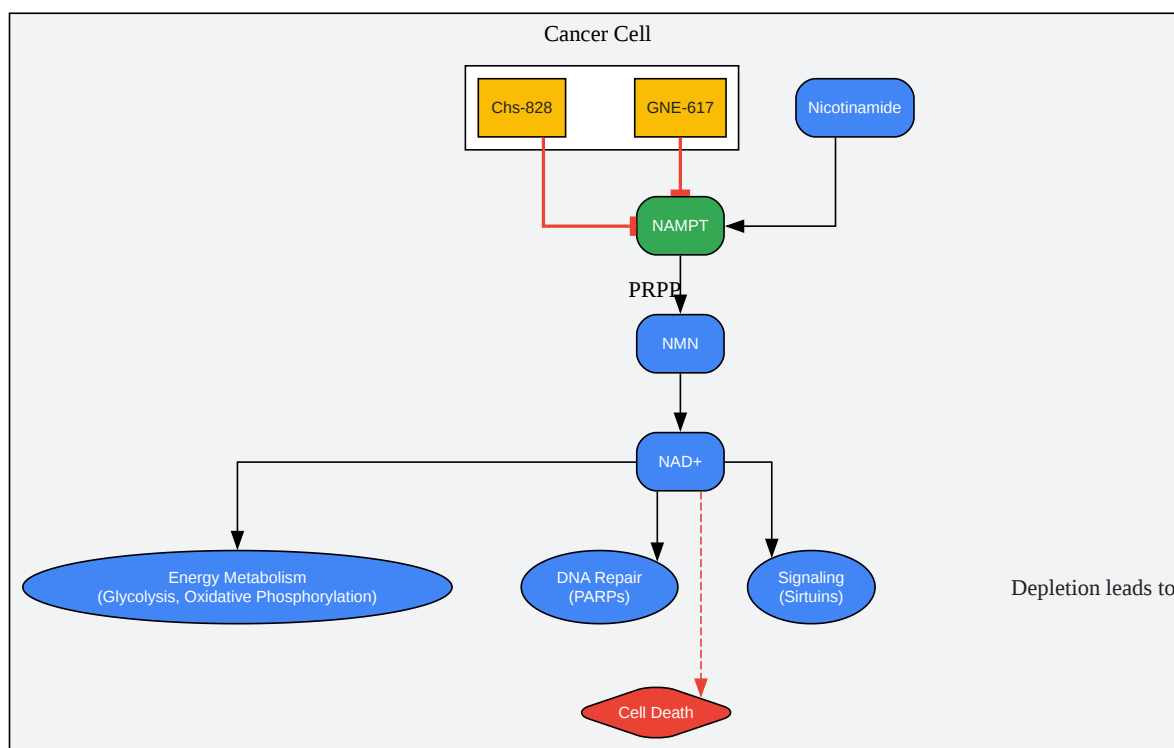 Cancer Cell
Chs-828
GNE-617
Nicotinamide
NAMPT
PRPP
NMN
NAD+
Energy Metabolism
(Glycolysis, Oxidative Phosphorylation)
DNA Repair
(PARPs)
Signaling
(Sirtuins)
Depletion leads to
Cell Death